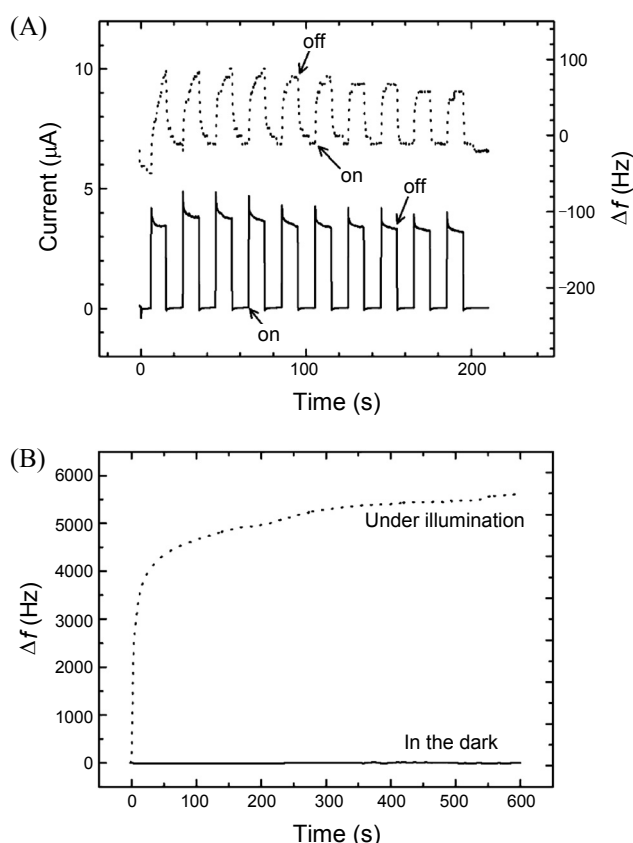 (A)
off
10
100
0
on
5
off
-100
-200
0
on
Current (μA)
Δf (Hz)
0
100
200
Time (s)
(B)
6000
5000
Under illumination
4000
3000
2000
1000
In the dark
0
Δf (Hz)
0
100
200
300
400
500
600
Time (s)